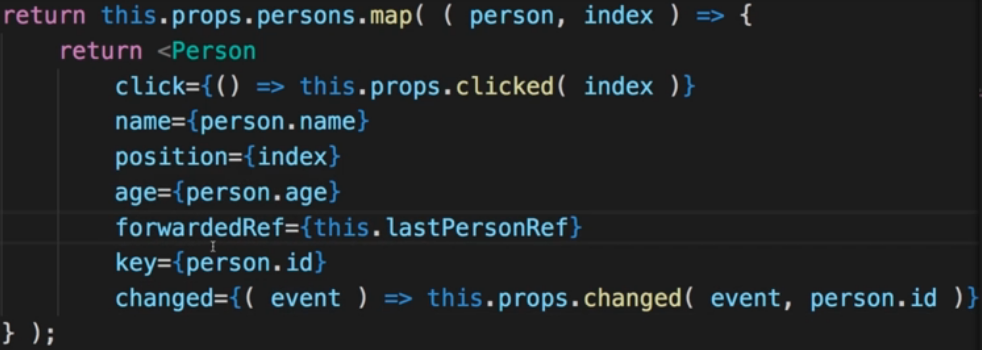 return this.props.persons.map( ( person, index ) => {
return <Person
click={() => this.props.clicked( index )}
name={person.name}
position={index}
age={person.age}
forwardedRef={this.lastPersonRef}
key={person.id}
changed={( event ) => this.props.changed( event, person.id )}
} );